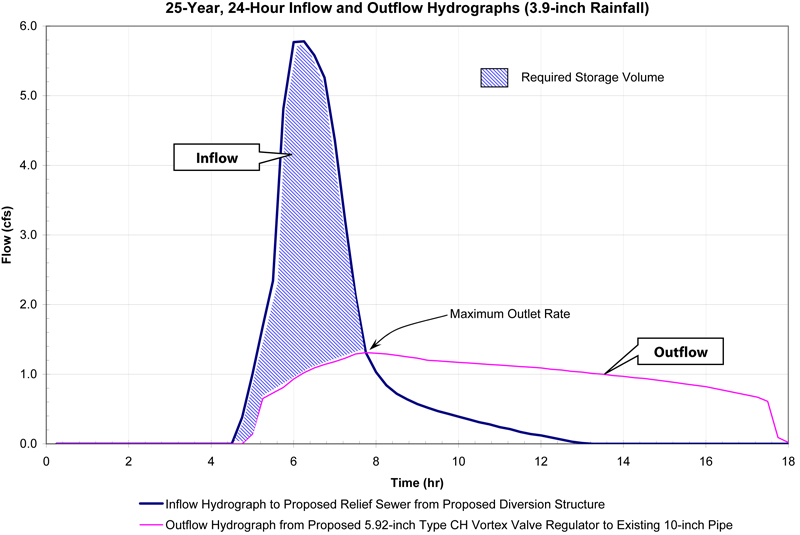 25-Year, 24-Hour Inflow and Outflow Hydrographs (3.9-inch Rainfall)
6.0
5.0
4.0
3.0
2.0
1.0
0.0
Flow (cfs)
Required Storage Volume
Inflow
Maximum Outlet Rate
Outflow
0 2 4 6 8 10 12 14 16 18
Time (hr)
Inflow Hydrograph to Proposed Relief Sewer from Proposed Diversion Structure
Outflow Hydrograph from Proposed 5.92-inch Type CH Vortex Valve Regulator to Existing 10-inch Pipe